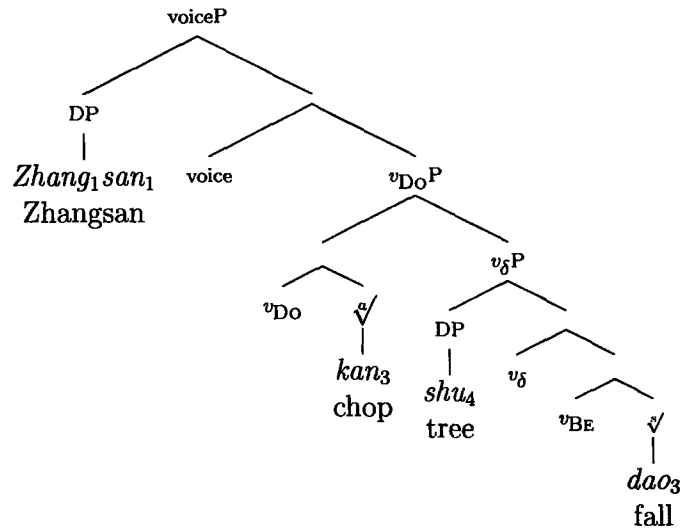 voiceP
DP
Zhang₁san₁
Zhangsan
voice
vDOP
vDO
ᵃ√
kan₃
chop
vδP
DP
shu₄
tree
vδ
vBE
ˢ√
dao₃
fall